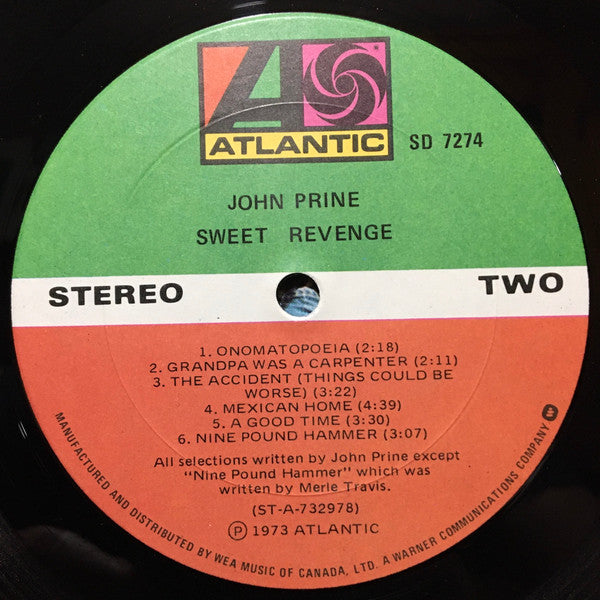 ATLANTIC
SD 7274
JOHN PRINE
SWEET REVENGE
STEREO
TWO
1. ONOMATOPOEIA (2:18)
2. GRANDPA WAS A CARPENTER (2:11)
3. THE ACCIDENT (THINGS COULD BE
WORSE) (3:22)
4. MEXICAN HOME (4:39)
5. A GOOD TIME (3:30)
6. NINE POUND HAMMER (3:07)
All selections written by John Prine except
"Nine Pound Hammer" which was
written by Merle Travis.
(ST-A-732978)
℗ 1973 ATLANTIC
MANUFACTURED AND DISTRIBUTED BY WEA MUSIC OF CANADA, LTD. A WARNER COMMUNICATIONS COMPANY